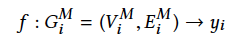 f : G_i^M = (V_i^M, E_i^M) → y_i